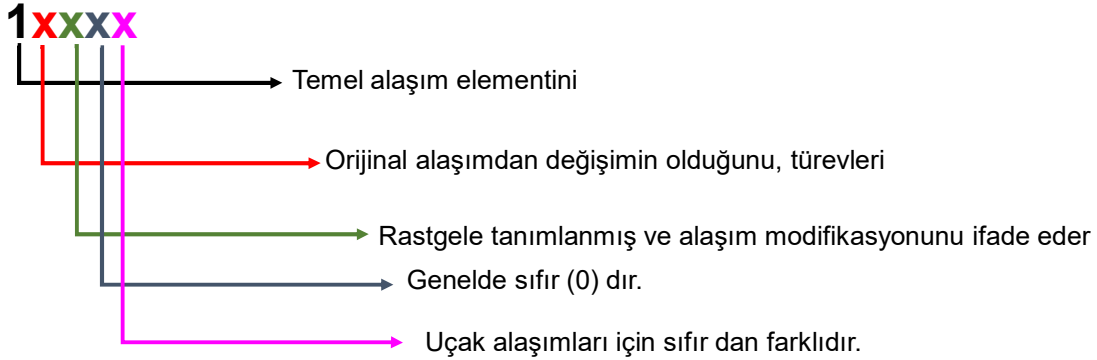 1xxxx
Temel alaşım elementini
Orijinal alaşımdan değişimin olduğunu, türevleri
Rastgele tanımlanmış ve alaşım modifikasyonunu ifade eder
Genelde sıfır (0) dır.
Uçak alaşımları için sıfır dan farklıdır.